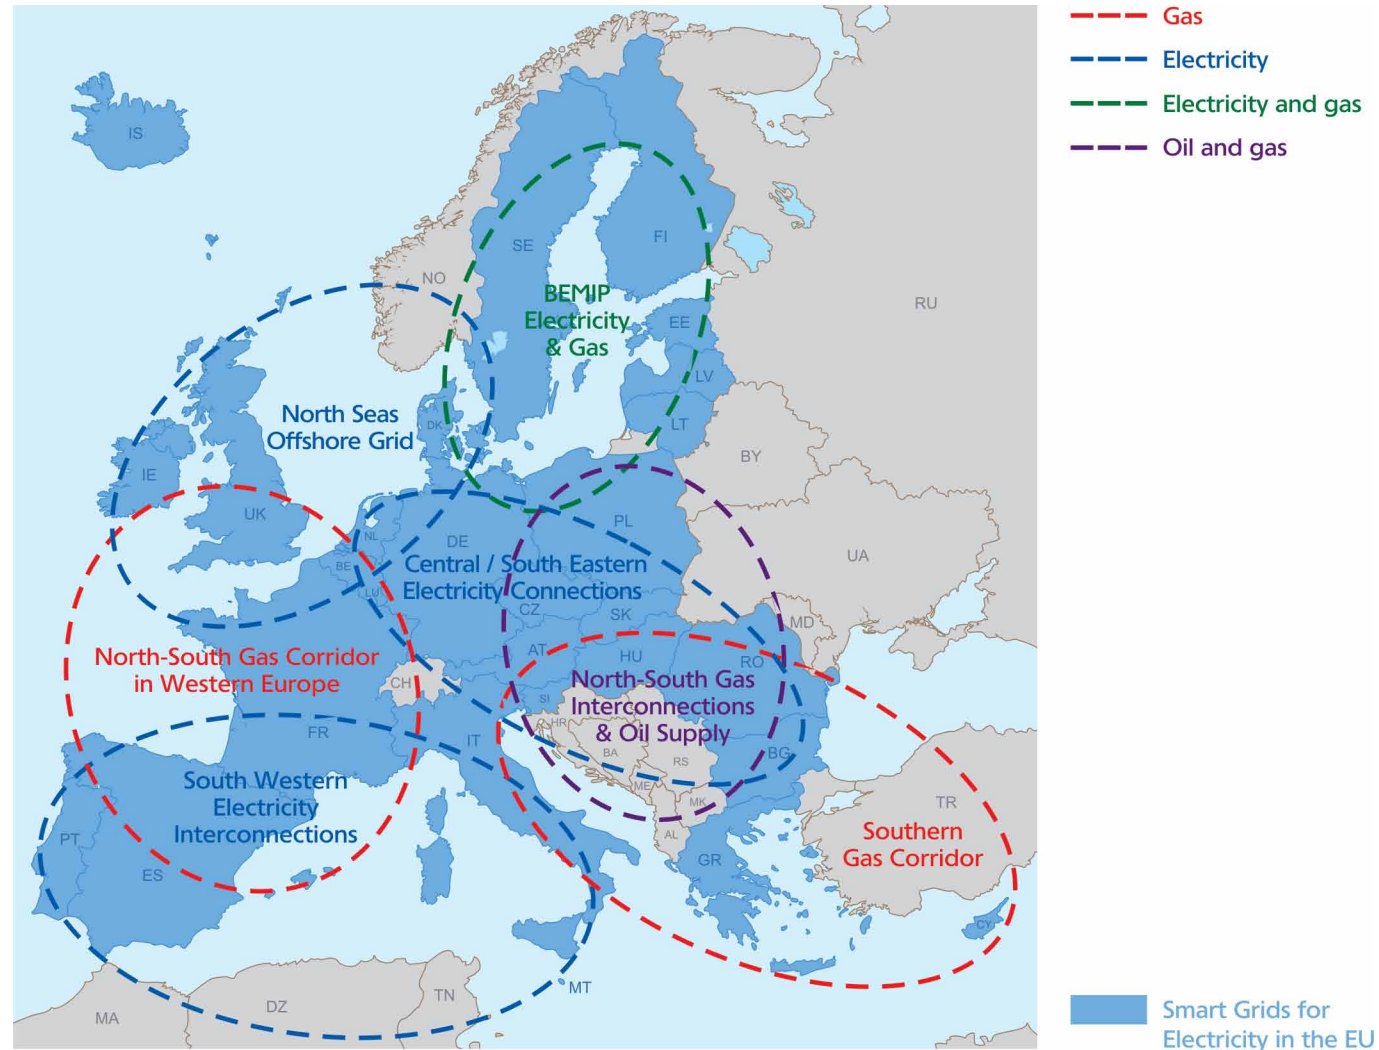 Gas
Electricity
Electricity and gas
Oil and gas
IS
SE
FI
NO
RU
BEMIP
Electricity
& Gas
EE
LV
North Seas
Offshore Grid
DK
LT
BY
IE
UK
NL
DE
PL
UA
BE
Central / South Eastern
Electricity Connections
LU
CZ
SK
MD
AT
HU
RO
North-South Gas Corridor
in Western Europe
CH
North-South Gas
Interconnections
& Oil Supply
SI
HR
FR
IT
BA
RS
BG
ME
MK
South Western
Electricity
Interconnections
TR
Southern
Gas Corridor
AL
PT
ES
GR
CY
MT
TN
DZ
MA
Smart Grids for
Electricity in the EU